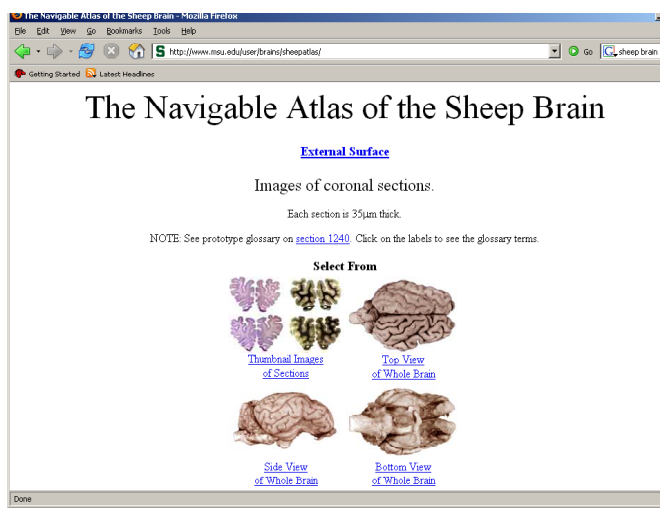 The Navigable Atlas of the Sheep Brain - Mozilla Firefox
File Edit View Go Bookmarks Tools Help
S http://www.msu.edu/user/brains/sheepatlas/ Go G sheep brain
Getting Started Latest Headlines
The Navigable Atlas of the Sheep Brain
External Surface
Images of coronal sections.
Each section is 35µm thick.
NOTE: See prototype glossary on section 1240. Click on the labels to see the glossary terms.
Select From
Thumbnail Images
of Sections
Top View
of Whole Brain
Side View
of Whole Brain
Bottom View
of Whole Brain
Done